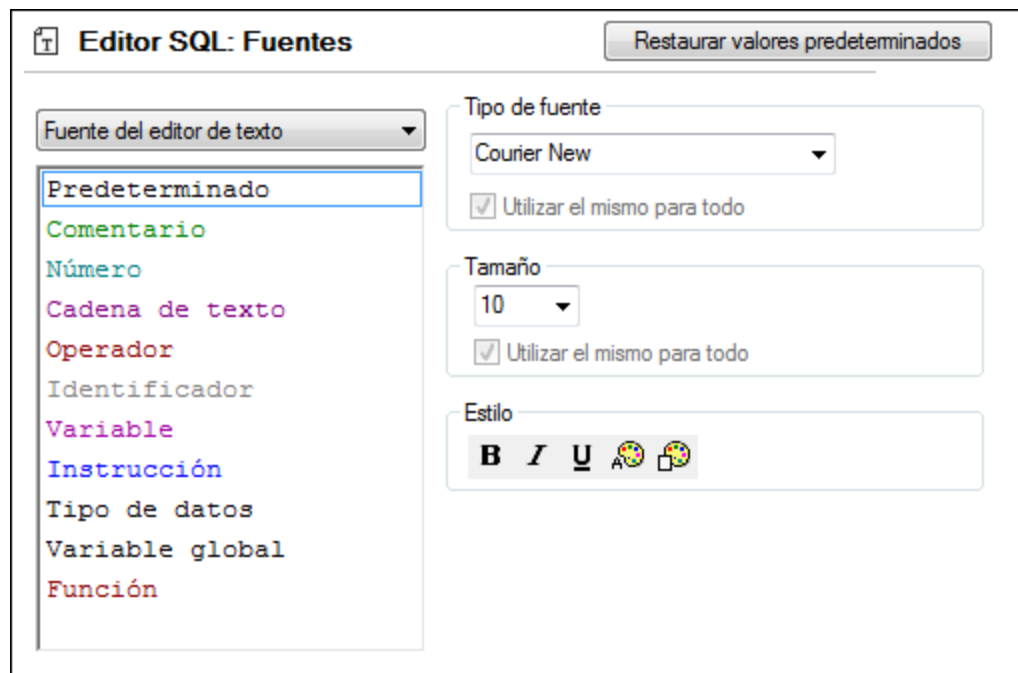 Editor SQL: Fuentes
Restaurar valores predeterminados
Fuente del editor de texto
Predeterminado
Comentario
Número
Cadena de texto
Operador
Identificador
Variable
Instrucción
Tipo de datos
Variable global
Función
Tipo de fuente
Courier New
Utilizar el mismo para todo
Tamaño
10
Utilizar el mismo para todo
Estilo
B I U